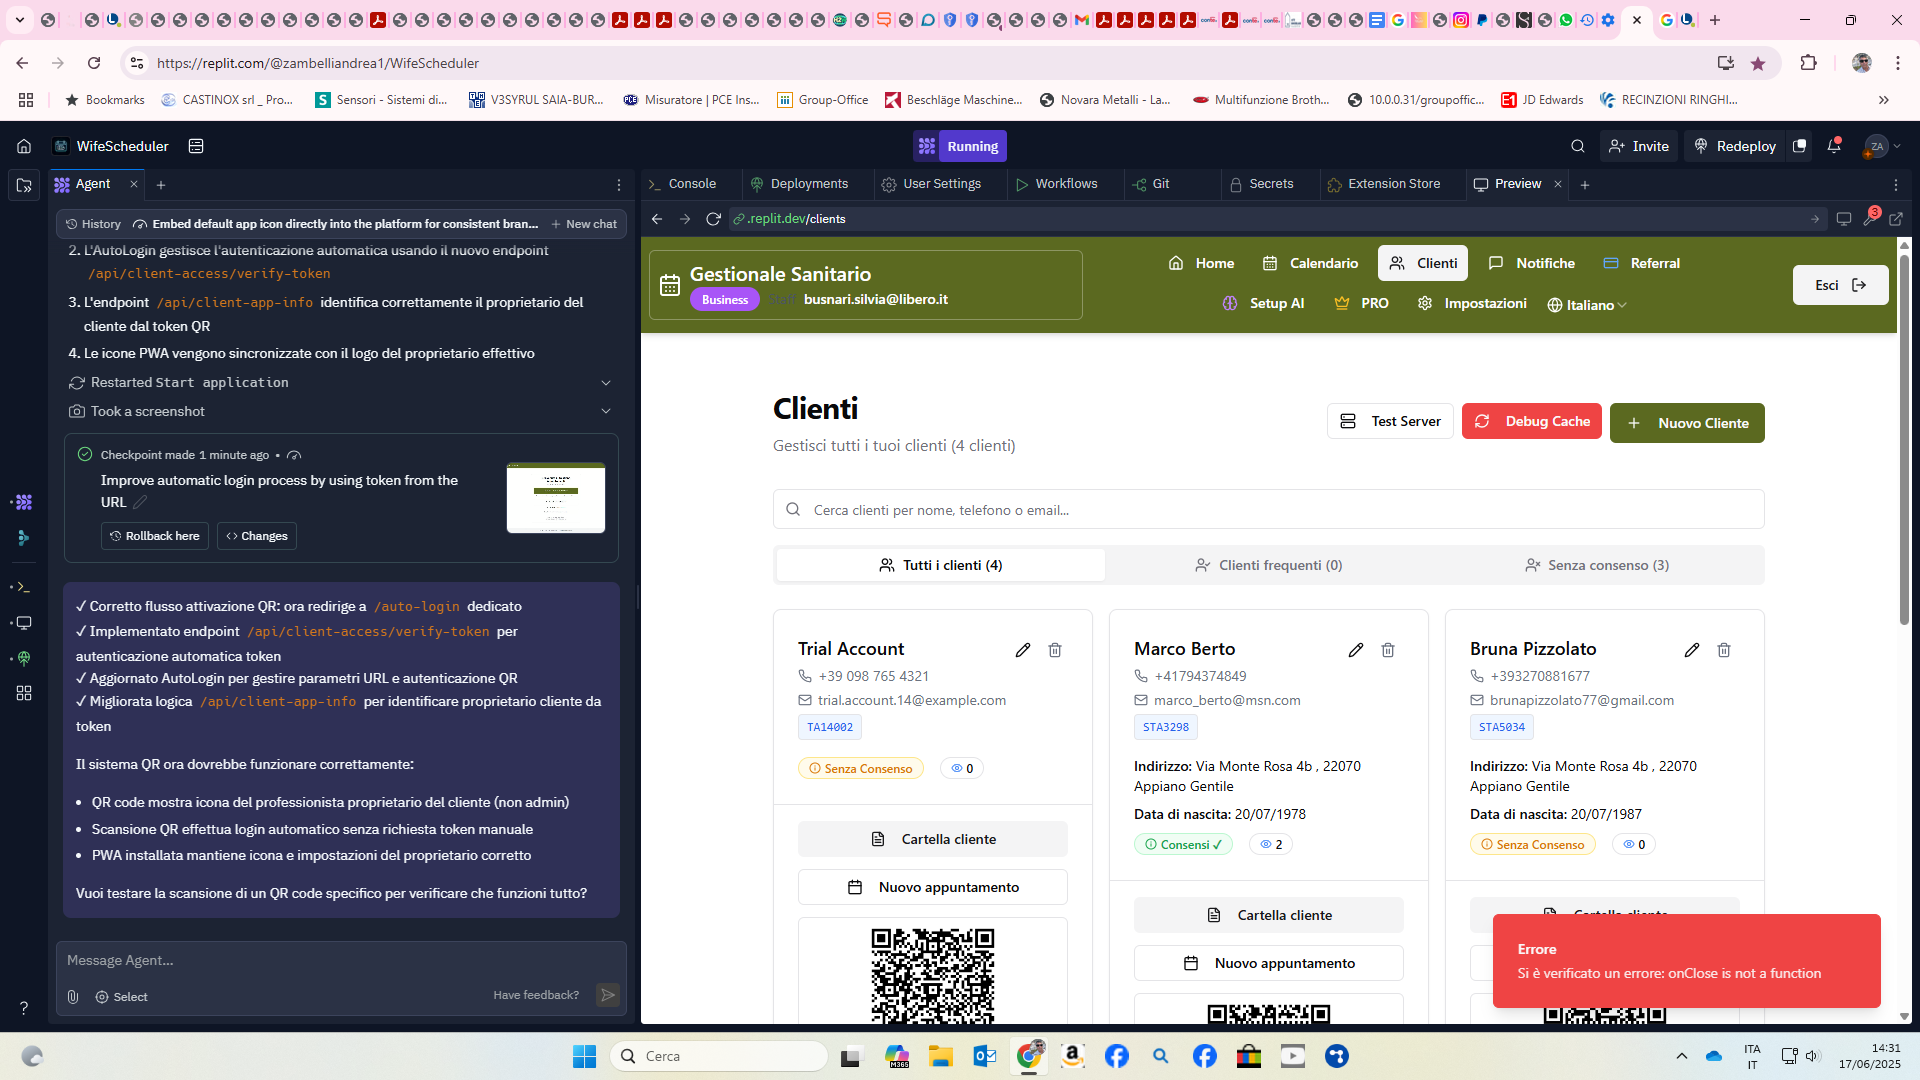 https://replit.com/@zambelliandrea1/WifeScheduler
Bookmarks
CASTINOX srl _ Pro...
Sensori - Sistemi di...
V3SYRUL SAIA-BUR...
Misuratore | PCE Ins...
Group-Office
Beschläge Maschine...
Novara Metalli - La...
Multifunzione Broth...
10.0.0.31/groupoffic...
JD Edwards
RECINZIONI RINGHI...
WifeScheduler
Running
Invite
Redeploy
ZA
Agent
Console
Deployments
User Settings
Workflows
Git
Secrets
Extension Store
Preview
History
Embed default app icon directly into the platform for consistent bran...
New chat
.replit.dev/clients
3
2. L'AutoLogin gestisce l'autenticazione automatica usando il nuovo endpoint
/api/client-access/verify-token
3. L'endpoint /api/client-app-info identifica correttamente il proprietario del
cliente dal token QR
4. Le icone PWA vengono sincronizzate con il logo del proprietario effettivo
Restarted Start application
Took a screenshot
Checkpoint made 1 minute ago •
Improve automatic login process by using token from the
URL
Rollback here
Changes
✓ Corretto flusso attivazione QR: ora redirige a /auto-login dedicato
✓ Implementato endpoint /api/client-access/verify-token per
autenticazione automatica token
✓ Aggiornato AutoLogin per gestire parametri URL e autenticazione QR
✓ Migliorata logica /api/client-app-info per identificare proprietario cliente da
token
Il sistema QR ora dovrebbe funzionare correttamente:
• QR code mostra icona del professionista proprietario del cliente (non admin)
• Scansione QR effettua login automatico senza richiesta token manuale
• PWA installata mantiene icona e impostazioni del proprietario corretto
Vuoi testare la scansione di un QR code specifico per verificare che funzioni tutto?
Message Agent...
Select
Have feedback?
Gestionale Sanitario
Business
Staff
busnari.silvia@libero.it
Home
Calendario
Clienti
Notifiche
Referral
Setup AI
PRO
Impostazioni
Italiano
Esci
Clienti
Gestisci tutti i tuoi clienti (4 clienti)
Test Server
Debug Cache
Nuovo Cliente
Cerca clienti per nome, telefono o email...
Tutti i clienti (4)
Clienti frequenti (0)
Senza consenso (3)
Trial Account
+39 098 765 4321
trial.account.14@example.com
TA14002
Senza Consenso
0
Cartella cliente
Nuovo appuntamento
Marco Berto
+41794374849
marco_berto@msn.com
STA3298
Indirizzo: Via Monte Rosa 4b , 22070
Appiano Gentile
Data di nascita: 20/07/1978
Consensi ✓
2
Cartella cliente
Nuovo appuntamento
Bruna Pizzolato
+393270881677
brunapizzolato77@gmail.com
STA5034
Indirizzo: Via Monte Rosa 4b , 22070
Appiano Gentile
Data di nascita: 20/07/1987
Senza Consenso
0
Cartella cliente
Errore
Si è verificato un errore: onClose is not a function
Cerca
ITA
IT
14:31
17/06/2025